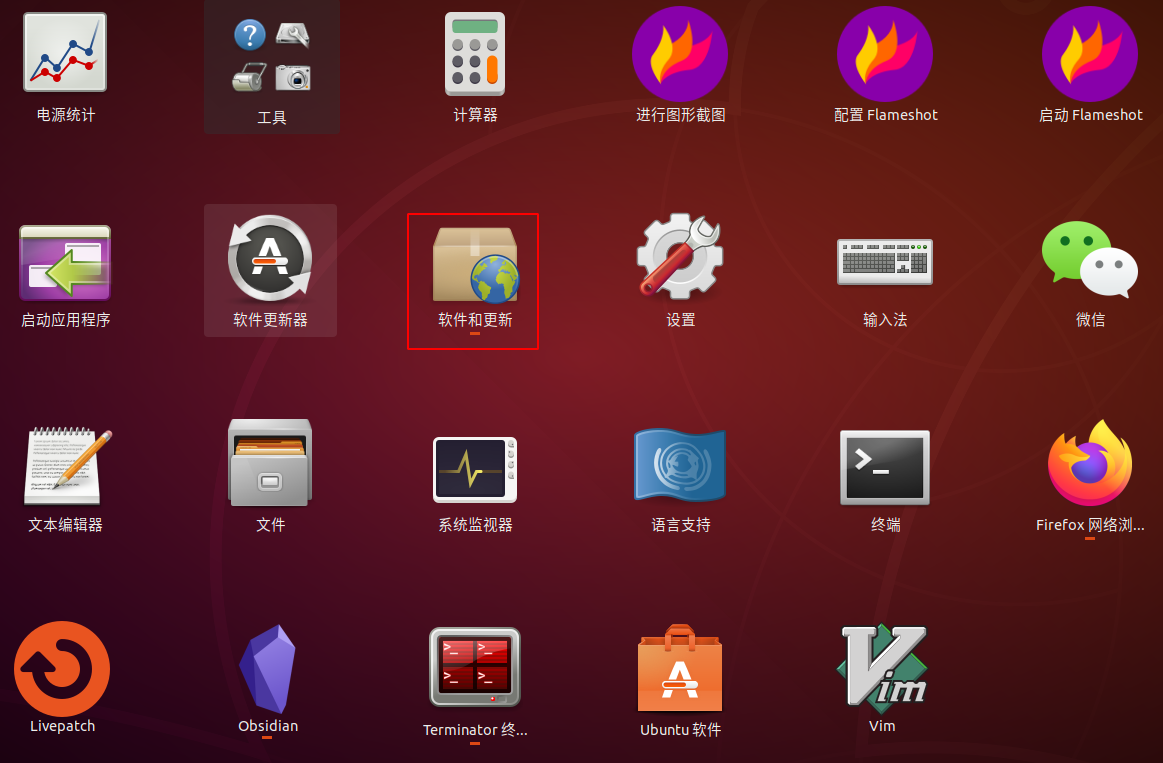 电源统计
工具
计算器
进行图形截图
配置 Flameshot
启动 Flameshot
启动应用程序
软件更新器
软件和更新
设置
输入法
微信
文本编辑器
文件
系统监视器
语言支持
终端
Firefox 网络浏...
Livepatch
Obsidian
Terminator 终...
Ubuntu 软件
Vim